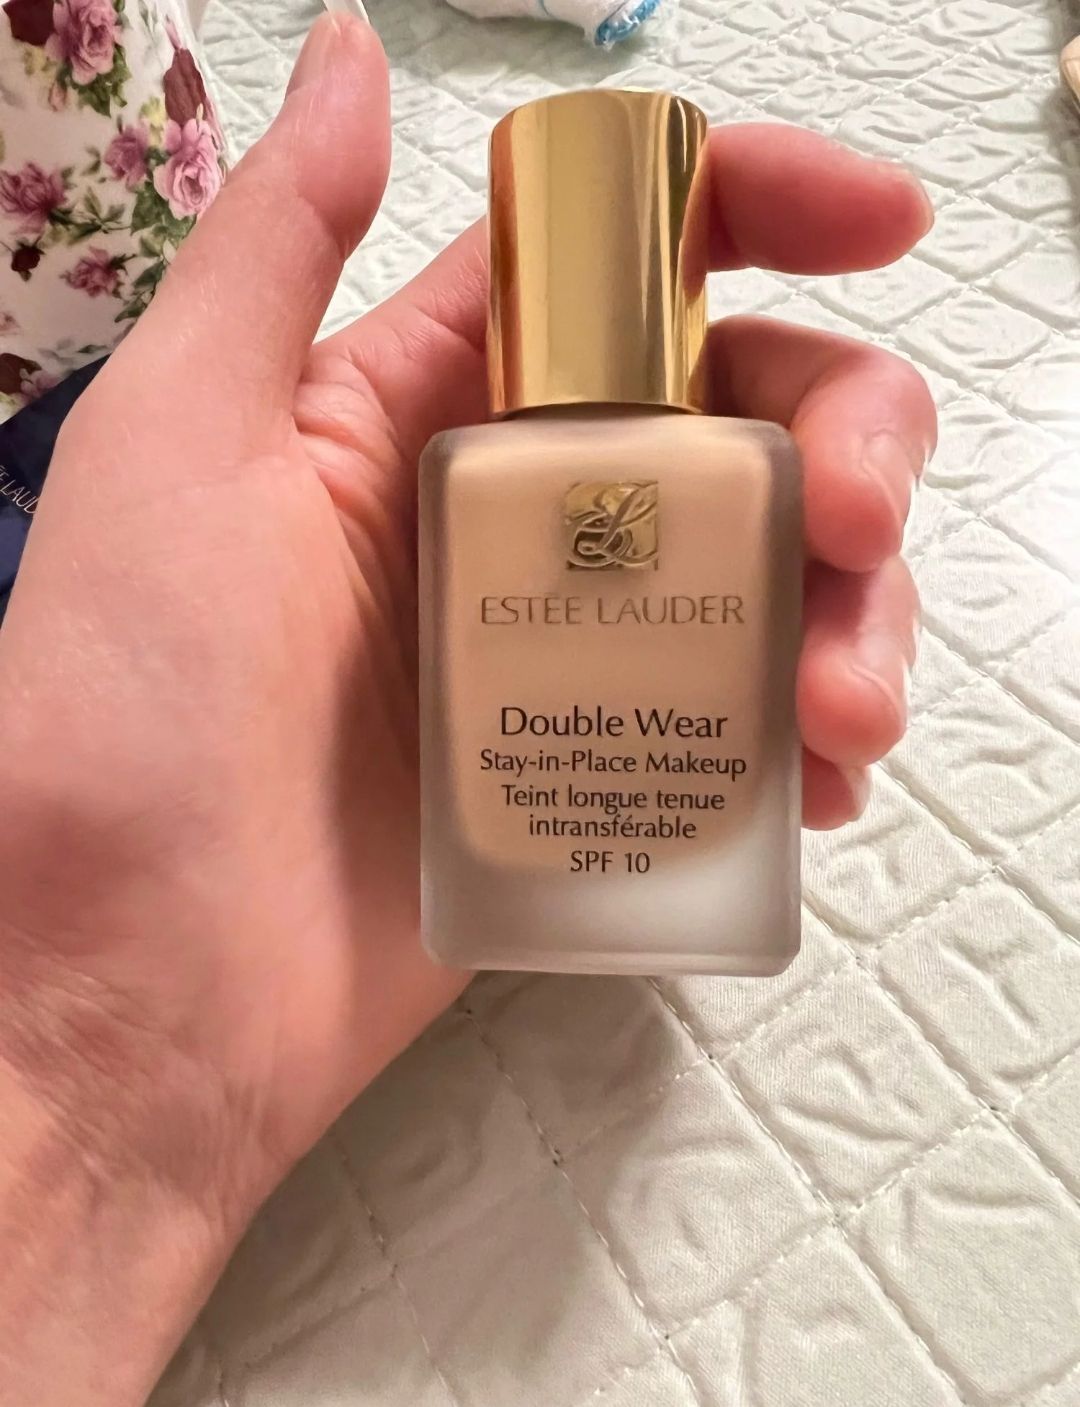 ESTEE LAUDER
Double Wear
Stay-in-Place Makeup
Teint longue tenue
intransférable
SPF 10